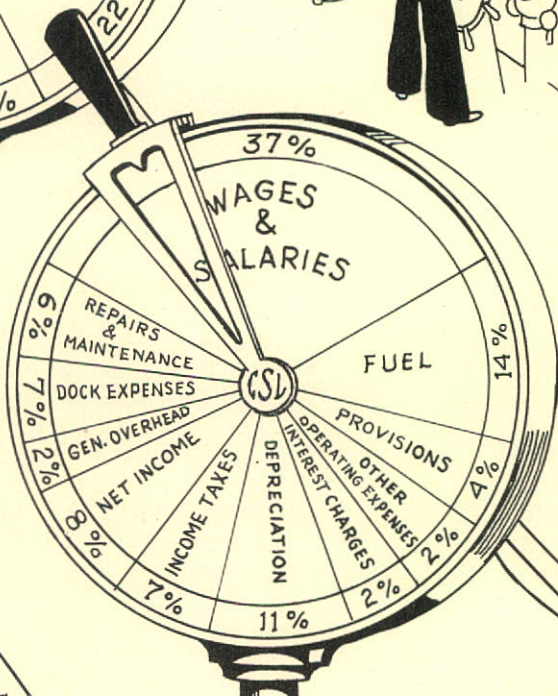 22
%
37%
WAGES
&
SALARIES
14%
FUEL
4%
PROVISIONS
2%
OTHER
OPERATING EXPENSES
2%
INTEREST CHARGES
11%
DEPRECIATION
7%
INCOME TAXES
8%
NET INCOME
2%
GEN. OVERHEAD
7%
DOCK EXPENSES
6%
REPAIRS
&
MAINTENANCE
CSL